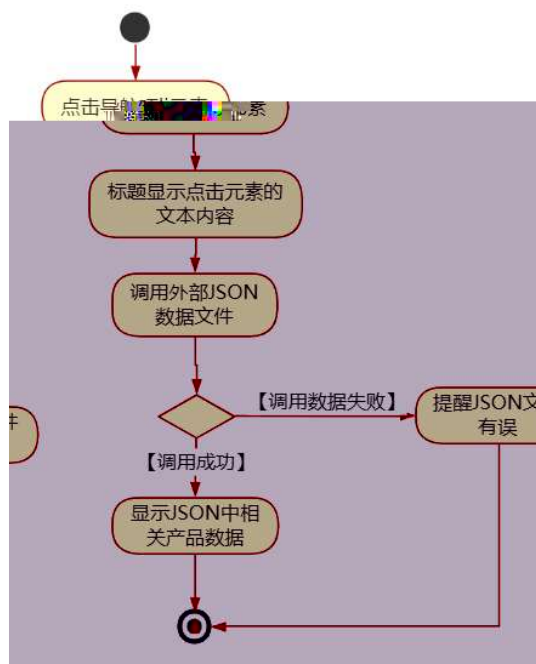 点击导航
元素
标题显示点击元素的
文本内容
调用外部JSON
数据文件
【调用数据失败】
提醒JSON文
有误
件
【调用成功】
显示JSON中相
关产品数据